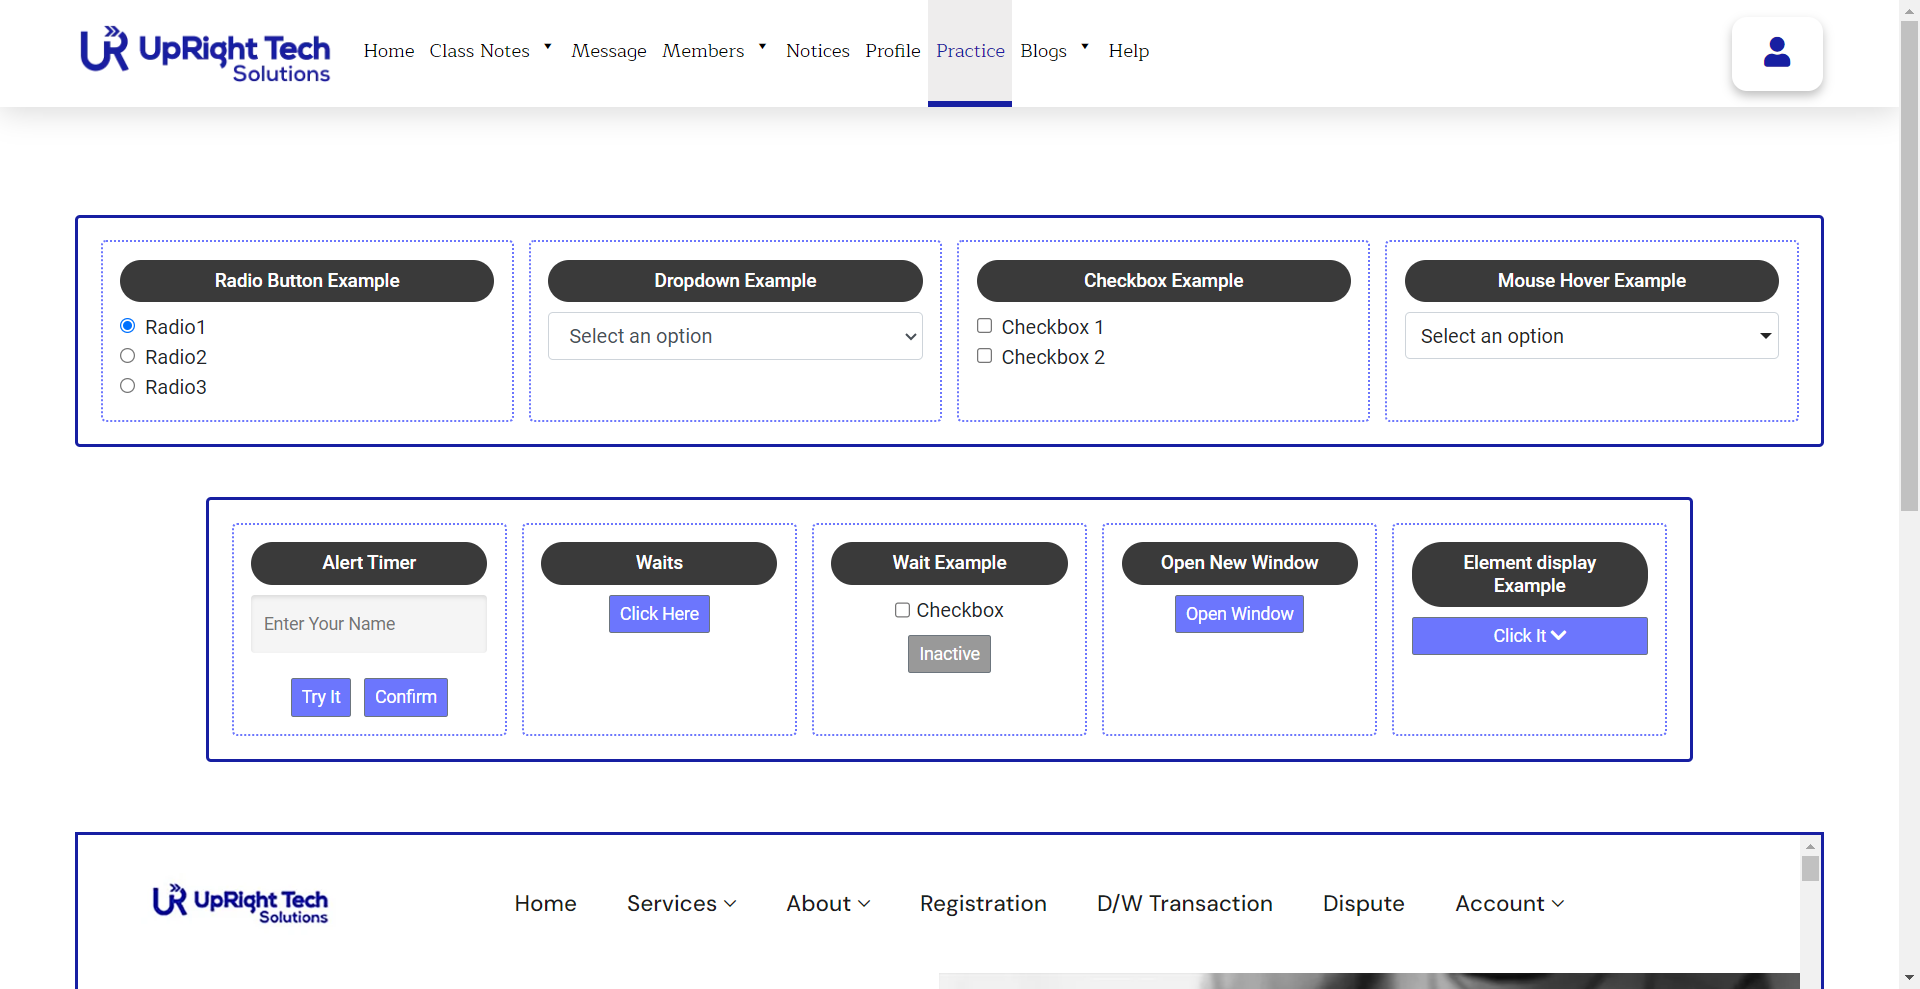 UR UpRight Tech
Solutions
Home Class Notes Message Members Notices Profile Practice Blogs Help
Radio Button Example
Radio1
Radio2
Radio3
Dropdown Example
Select an option
Checkbox Example
Checkbox 1
Checkbox 2
Mouse Hover Example
Select an option
Alert Timer
Enter Your Name
Try It Confirm
Waits
Click Here
Wait Example
Checkbox
Inactive
Open New Window
Open Window
Element display
Example
Click It
UR UpRight Tech
Solutions
Home Services About Registration D/W Transaction Dispute Account